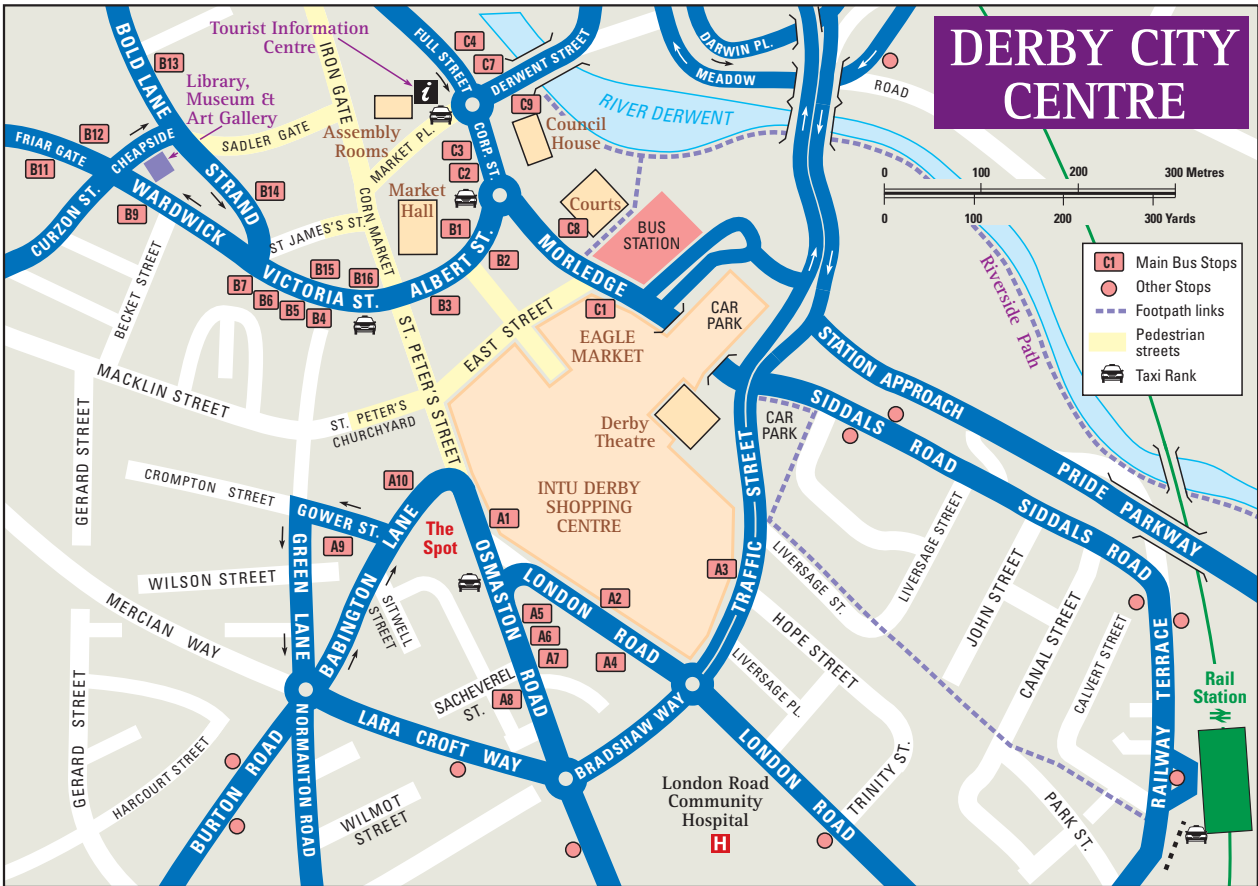 DERBY CITY
CENTRE
0 100 200 300 Metres
0 100 200 300 Yards
C1 Main Bus Stops
Other Stops
Footpath links
Pedestrian
streets
Taxi Rank
Tourist Information
Centre
i
Library,
Museum &
Art Gallery
BOLD LANE
B13
IRON GATE
FULL STREET
C4
C7
DERWENT STREET
DARWIN PL.
MEADOW
ROAD
RIVER DERWENT
C9
Council
House
Assembly
Rooms
MARKET PL.
SADLER GATE
B12
FRIAR GATE
B11
CHEAPSIDE
CURZON ST.
B9
WARDWICK
STRAND
B14
C3
C2
CORP. ST.
Market
Hall
CORN MARKET
B1
B2
Courts
C8
BUS
STATION
MORLEDGE
ST JAMES'S ST.
BECKET STREET
B7
B6
B5
B4
B15
B16
VICTORIA ST.
ALBERT ST.
B3
C1
EAGLE
MARKET
CAR
PARK
Riverside Path
EAST STREET
ST. PETER'S STREET
MACKLIN STREET
ST. PETER'S
CHURCHYARD
Derby
Theatre
CAR
PARK
STATION APPROACH
PRIDE PARKWAY
SIDDALS ROAD
SIDDALS ROAD
GERARD STREET
CROMPTON STREET
A10
GOWER ST.
A9
The
Spot
A1
INTU DERBY
SHOPPING
CENTRE
TRAFFIC STREET
A3
LIVERSAGE ST.
LIVERSAGE STREET
JOHN STREET
CANAL STREET
CALVERT STREET
WILSON STREET
GREEN LANE
BABINGTON LANE
SITWELL
STREET
MERCIAN WAY
OSMASTON ROAD
LONDON ROAD
A2
A5
A6
A7
A4
HOPE STREET
LIVERSAGE PL.
SACHEVEREL
ST.
A8
RAILWAY TERRACE
Rail
Station
GERARD STREET
HARCOURT STREET
BURTON ROAD
NORMANTON ROAD
LARA CROFT WAY
BRADSHAW WAY
WILMOT
STREET
London Road
Community
Hospital
H
LONDON ROAD
TRINITY ST.
PARK ST.